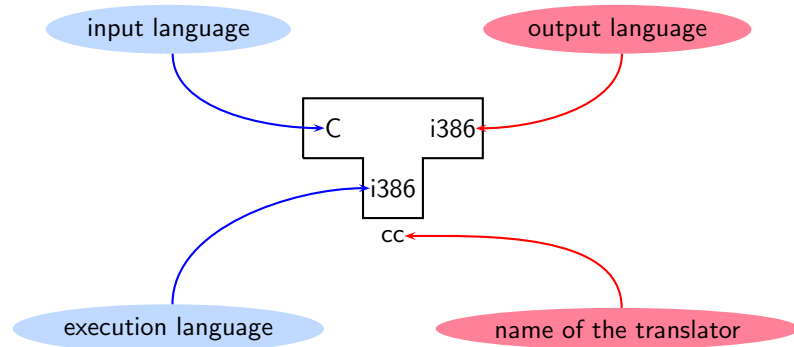 input language
output language
C
i386
i386
cc
execution language
name of the translator